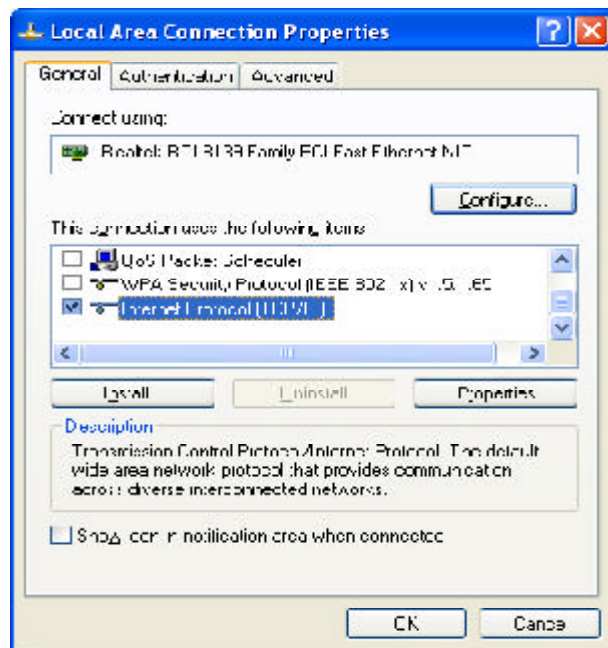 Local Area Connection Properties
General Authentication Advanced
Connect using:
Realtek RTL8139 Family PCI Fast Ethernet NIC
Configure...
This connection uses the following items
QoS Packet Scheduler
WPA Security Protocol (IEEE 802.1x)
Internet Protocol (TCP/IP)
Install Uninstall Properties
Description
Transmission Control Protocol/Internet Protocol. The default
wide area network protocol that provides communication
across diverse interconnected networks.
Show icon in notification area when connected
OK Cancel